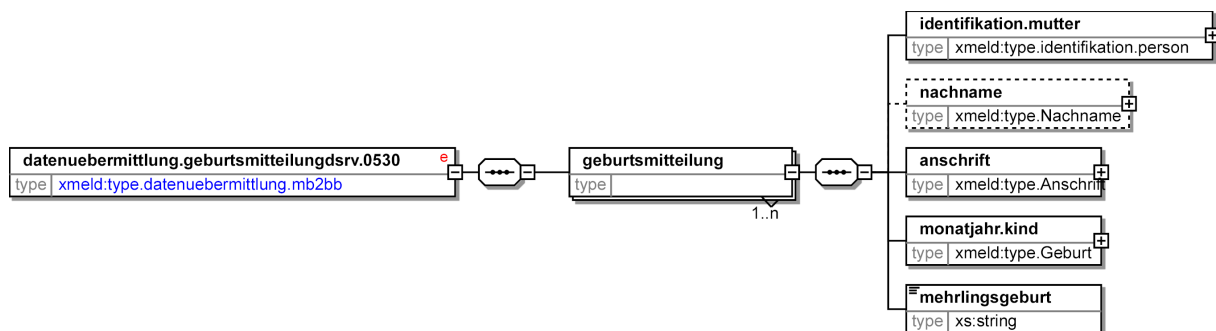 identifikation.mutter
type xmeld:type.identifikation.person
nachname
type xmeld:type.Nachname
datenuebermittlung.geburtsmitteilungdsrv.0530 e
type xmeld:type.datenuebermittlung.mb2bb
geburtsmitteilung
type
1..n
anschrift
type xmeld:type.Anschrift
monatjahr.kind
type xmeld:type.Geburt
mehrlingsgeburt
type xs:string